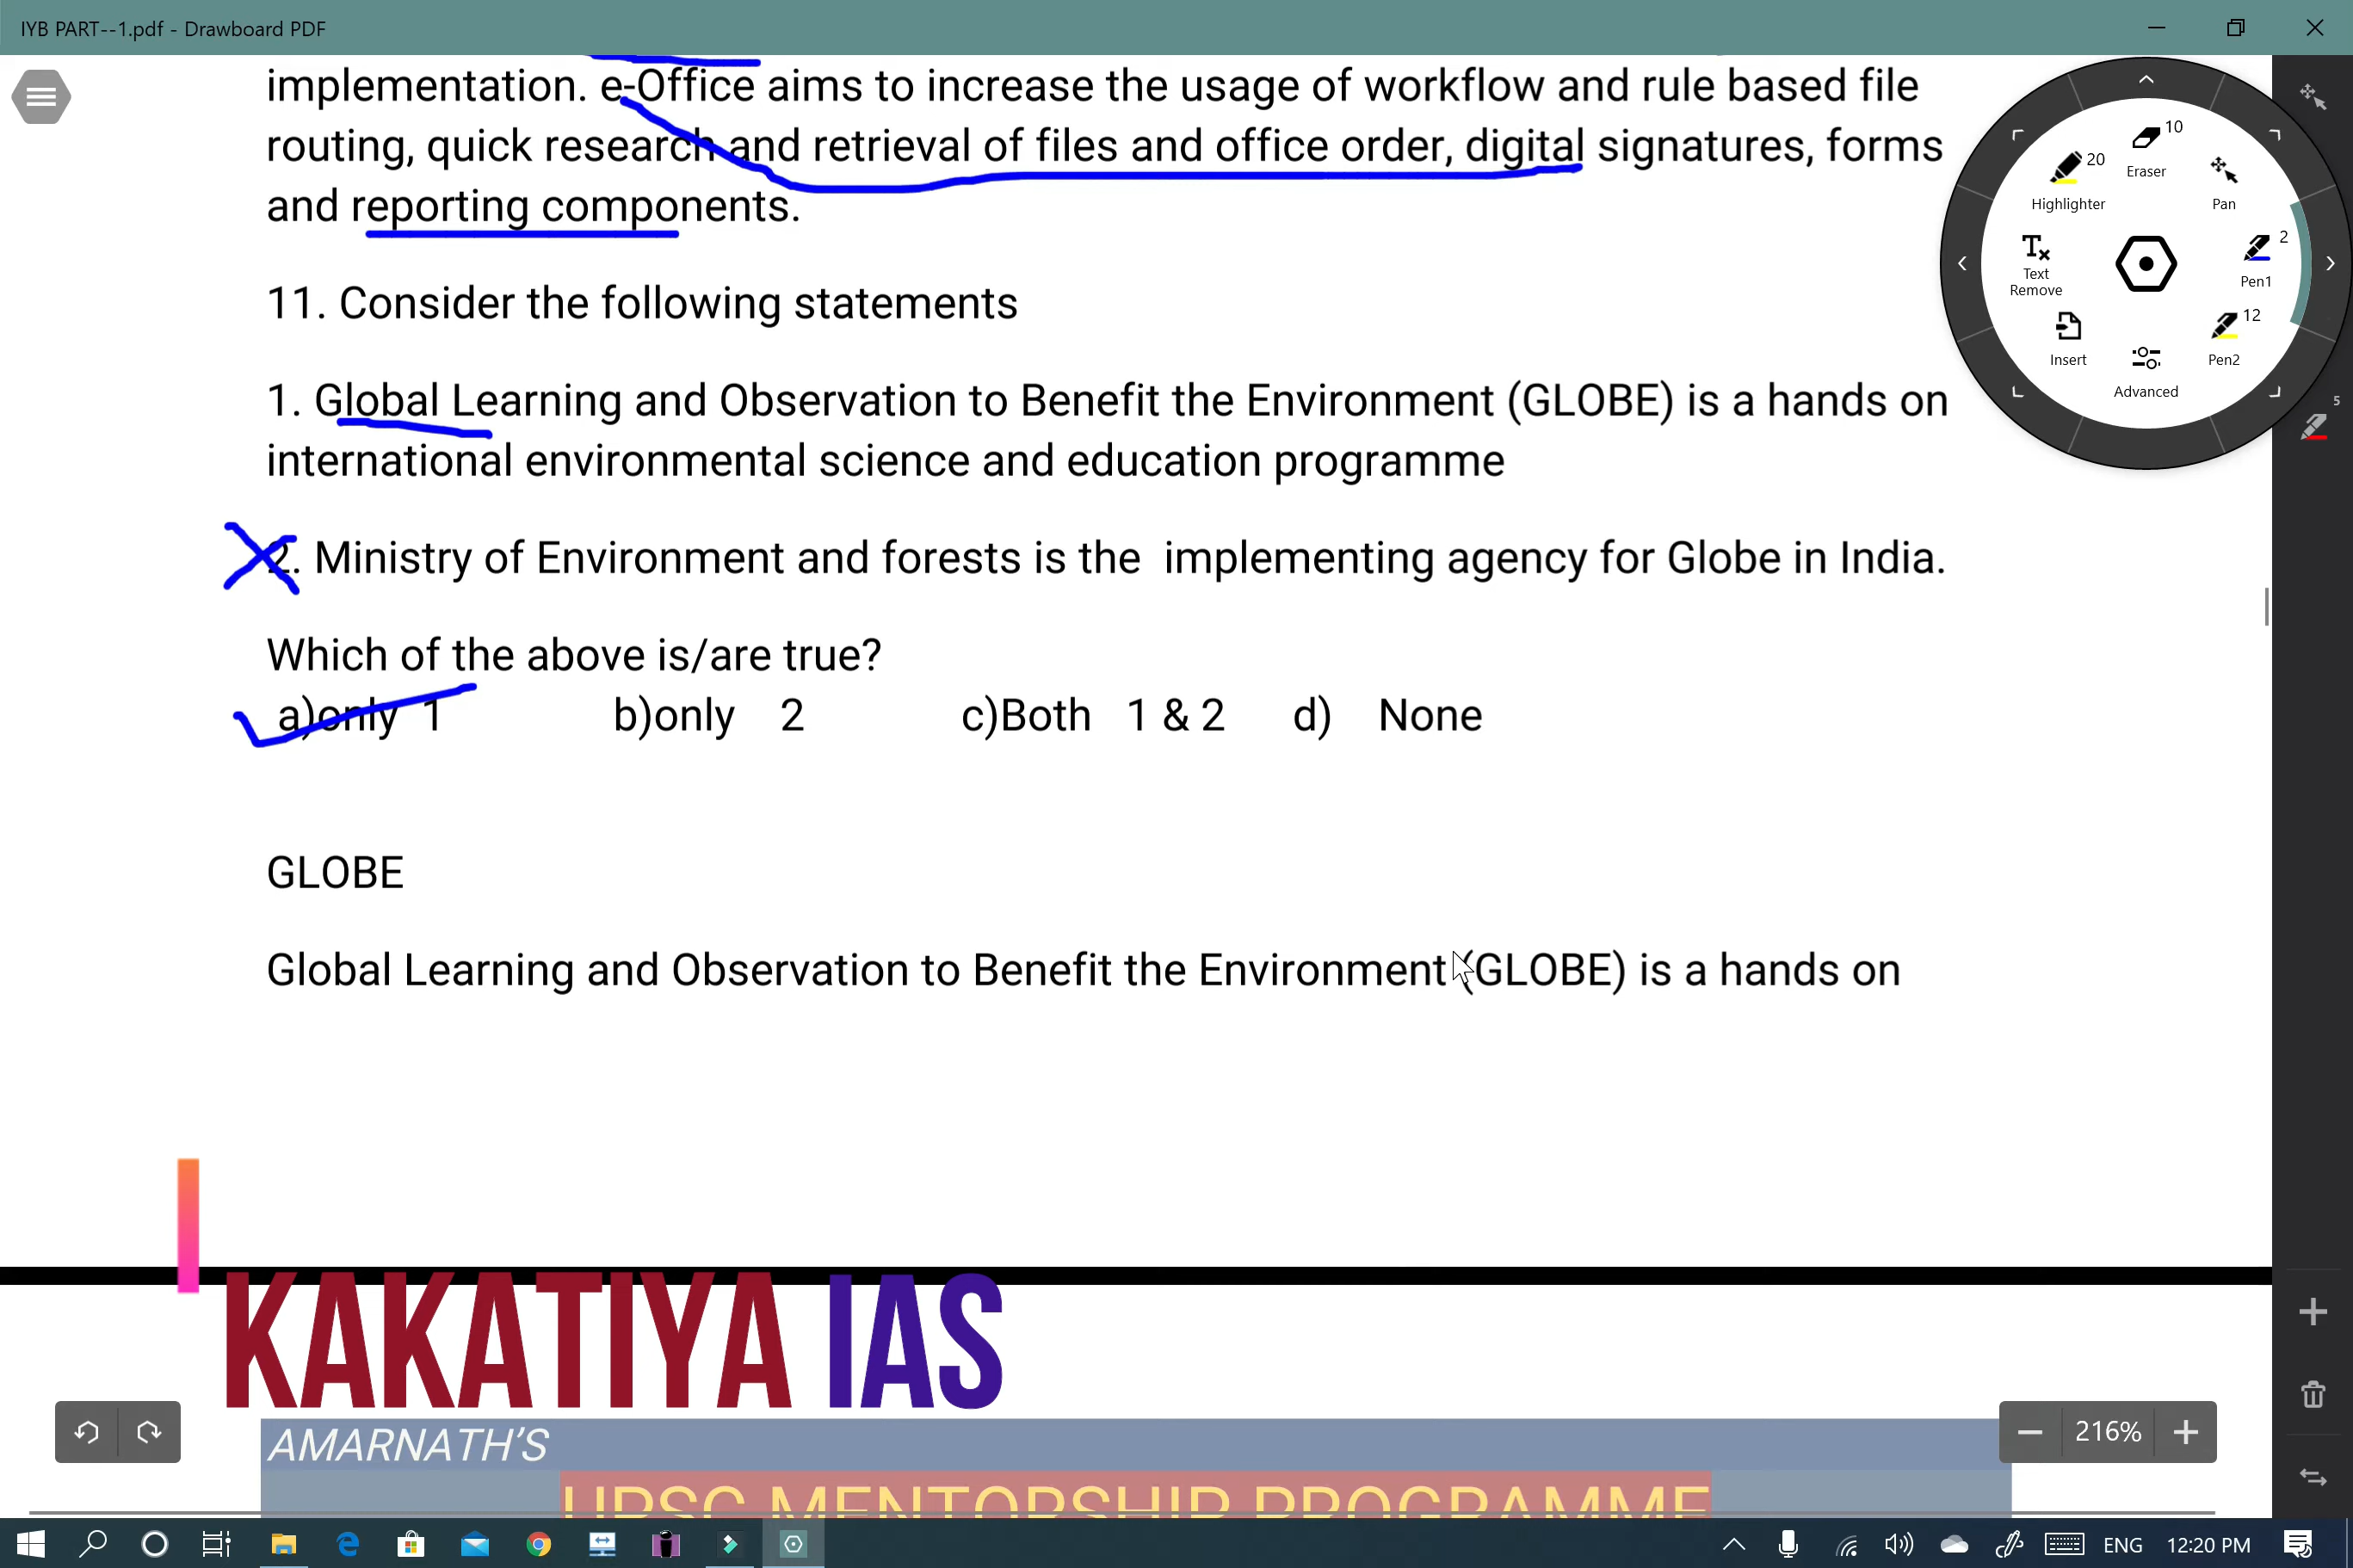 IYB PART--1.pdf - Drawboard PDF
implementation. e-Office aims to increase the usage of workflow and rule based file
routing, quick research and retrieval of files and office order, digital signatures, forms
and reporting components.
11. Consider the following statements
1. Global Learning and Observation to Benefit the Environment (GLOBE) is a hands on
international environmental science and education programme
2. Ministry of Environment and forests is the implementing agency for Globe in India.
Which of the above is/are true?
a)only 1 b)only 2 c)Both 1 & 2 d) None
GLOBE
Global Learning and Observation to Benefit the Environment (GLOBE) is a hands on
KAKATIYA IAS
AMARNATH'S
UPSC MENTORSHIP PROGRAMME
10
Eraser
20
Highlighter
Pan
Text
Remove
2
Pen1
12
Pen2
Insert
Advanced
5
216%
ENG 12:20 PM